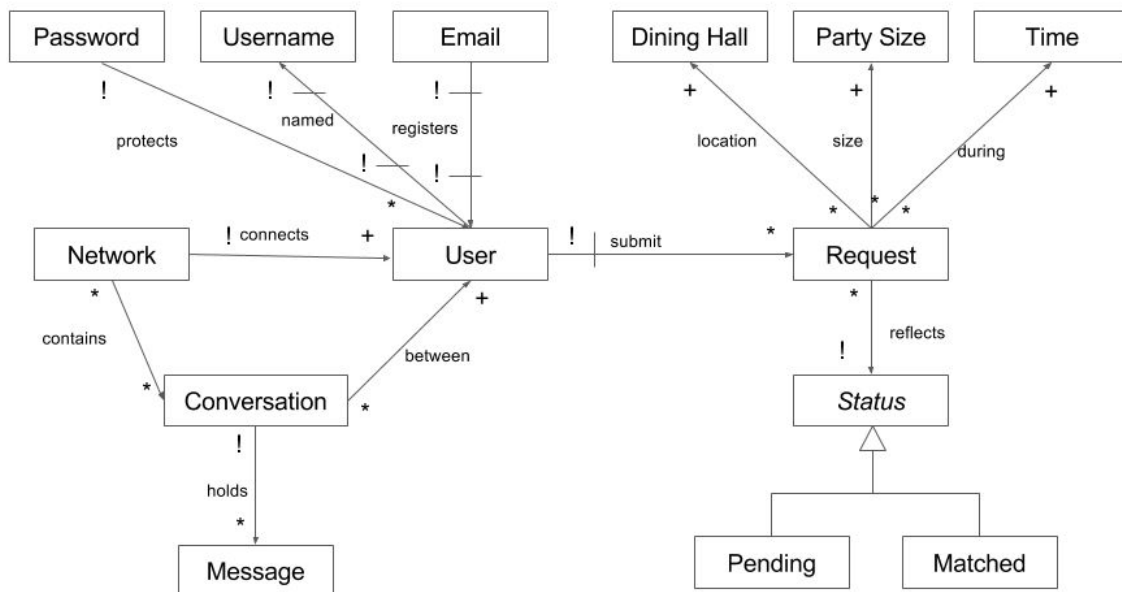 Password
Username
Email
Dining Hall
Party Size
Time
!
!
!
+
+
+
named
protects
registers
location
size
during
!
!
*
*
*
*
Network
! connects
+
User
!
submit
*
Request
*
+
*
contains
between
reflects
!
*
Conversation
*
Status
!
holds
*
Message
Pending
Matched